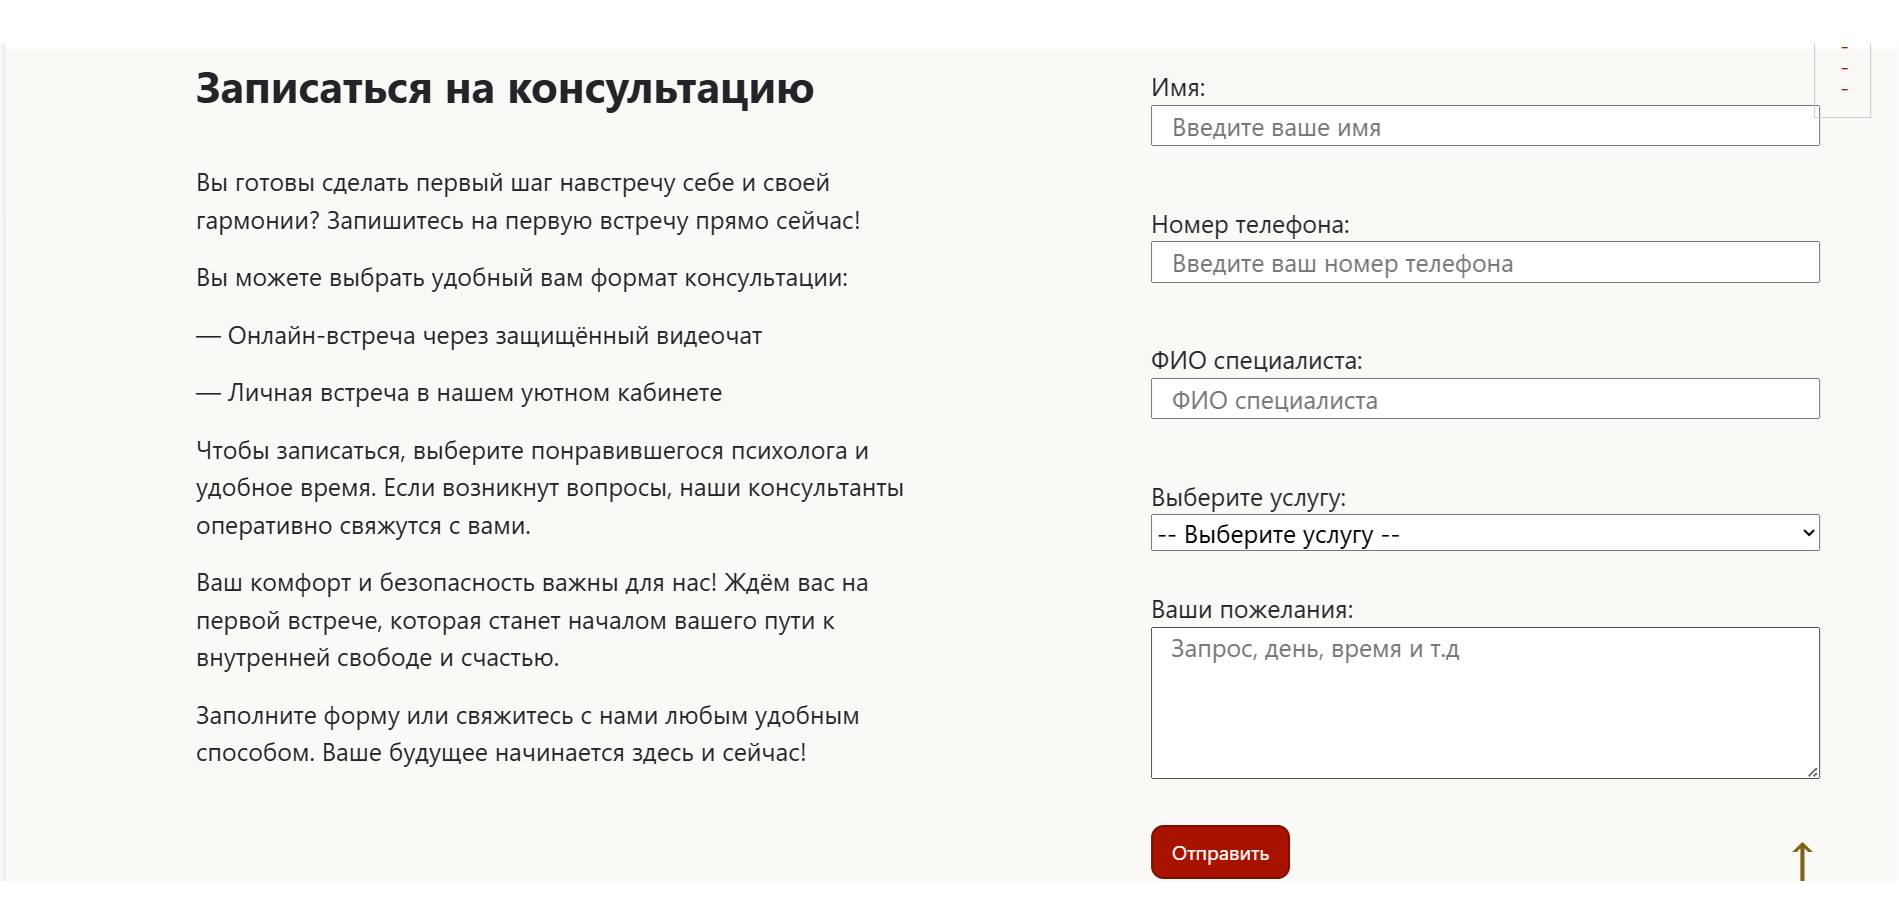 Записаться на консультацию
Вы готовы сделать первый шаг навстречу себе и своей
гармонии? Запишитесь на первую встречу прямо сейчас!
Вы можете выбрать удобный вам формат консультации:
— Онлайн-встреча через защищённый видеочат
— Личная встреча в нашем уютном кабинете
Чтобы записаться, выберите понравившегося психолога и
удобное время. Если возникнут вопросы, наши консультанты
оперативно свяжутся с вами.
Ваш комфорт и безопасность важны для нас! Ждём вас на
первой встрече, которая станет началом вашего пути к
внутренней свободе и счастью.
Заполните форму или свяжитесь с нами любым удобным
способом. Ваше будущее начинается здесь и сейчас!
Имя:
Введите ваше имя
Номер телефона:
Введите ваш номер телефона
ФИО специалиста:
ФИО специалиста
Выберите услугу:
-- Выберите услугу --
Ваши пожелания:
Запрос, день, время и т.д
Отправить